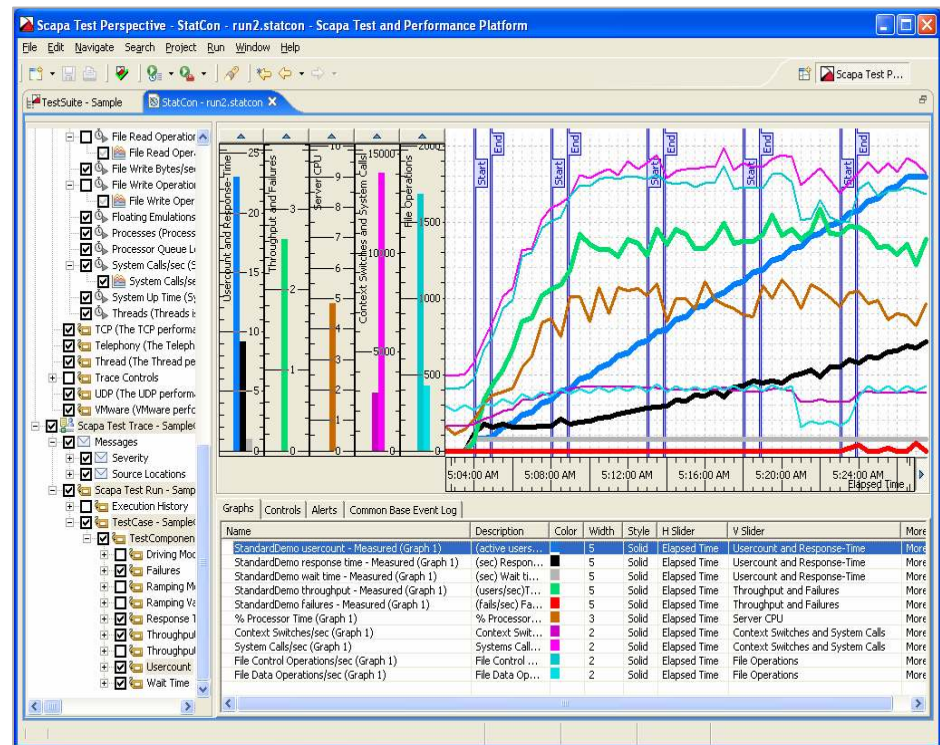 Scapa Test Perspective - StatCon - run2.statcon - Scapa Test and Performance Platform
File Edit Navigate Search Project Run Window Help
Scapa Test P...
TestSuite - Sample
StatCon - run2.statcon
File Read Operation
File Read Oper
File Write Bytes/sec
File Write Operation
File Write Oper
Floating Emulations
Processes (Process
Processor Queue L
System Calls/sec (S
System Calls/se
System Up Time (Sy
Threads (Threads i
TCP (The TCP performa
Telephony (The Teleph
Thread (The Thread pe
Trace Controls
UDP (The UDP perform
VMware (VMware perfo
Scapa Test Trace - Sample
Messages
Severity
Source Locations
Scapa Test Run - Samp
Execution History
TestCase - Sample
TestComponen
Driving Mod
Failures
Ramping M
Ramping Va
Response T
Throughput
Throughput
Usercount
Wait Time
Usercount and Response-Time
25
20
15
10
5
0
Throughput and Failures
3
2
1
0
Server CPU
10
9
8
7
6
5
4
3
2
1
0
Context Switches and System Calls
15000
10000
5000
0
File Operations
2000
1500
1000
500
0
Start
End
Start
End
Start
End
Start
End
Start
End
5:04:00 AM
5:08:00 AM
5:12:00 AM
5:16:00 AM
5:20:00 AM
5:24:00 AM
Elapsed Time
Graphs Controls Alerts Common Base Event Log
Name Description Color Width Style H Slider V Slider More
StandardDemo usercount - Measured (Graph 1) (active users... 5 Solid Elapsed Time Usercount and Response-Time More
StandardDemo response time - Measured (Graph 1) (sec) Respon... 5 Solid Elapsed Time Usercount and Response-Time More
StandardDemo wait time - Measured (Graph 1) (sec) Wait ti... 5 Solid Elapsed Time Usercount and Response-Time More
StandardDemo throughput - Measured (Graph 1) (users/sec)T... 5 Solid Elapsed Time Throughput and Failures More
StandardDemo failures - Measured (Graph 1) (fails/sec) Fa... 5 Solid Elapsed Time Throughput and Failures More
% Processor Time (Graph 1) % Processor... 3 Solid Elapsed Time Server CPU More
Context Switches/sec (Graph 1) Context Swit... 2 Solid Elapsed Time Context Switches and System Calls More
System Calls/sec (Graph 1) Systems Call... 2 Solid Elapsed Time Context Switches and System Calls More
File Control Operations/sec (Graph 1) File Control ... 2 Solid Elapsed Time File Operations More
File Data Operations/sec (Graph 1) File Data Op... 2 Solid Elapsed Time File Operations More